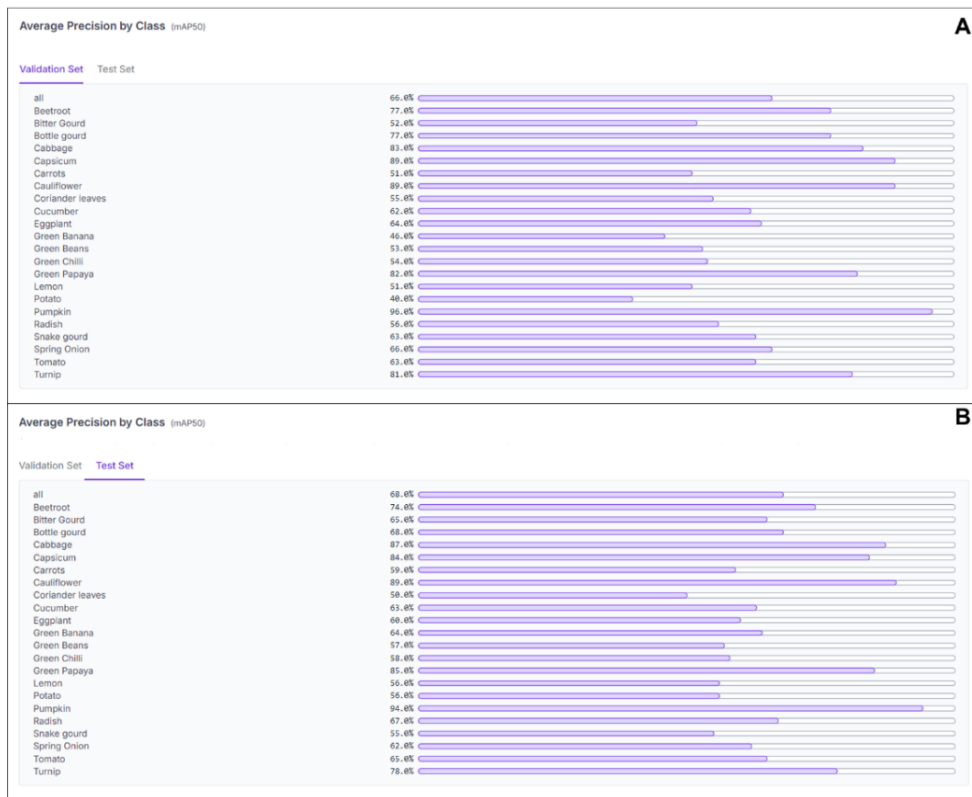 Average Precision by Class (mAP50) A
Validation Set Test Set
all 66.0%
Beetroot 77.0%
Bitter Gourd 52.0%
Bottle gourd 77.0%
Cabbage 83.0%
Capsicum 89.0%
Carrots 51.0%
Cauliflower 89.0%
Coriander leaves 55.0%
Cucumber 62.0%
Eggplant 64.0%
Green Banana 46.0%
Green Beans 53.0%
Green Chilli 54.0%
Green Papaya 82.0%
Lemon 51.0%
Potato 40.0%
Pumpkin 96.0%
Radish 56.0%
Snake gourd 63.0%
Spring Onion 66.0%
Tomato 63.0%
Turnip 81.0%
Average Precision by Class (mAP50) B
Validation Set Test Set
all 68.0%
Beetroot 74.0%
Bitter Gourd 65.0%
Bottle gourd 68.0%
Cabbage 87.0%
Capsicum 84.0%
Carrots 59.0%
Cauliflower 89.0%
Coriander leaves 50.0%
Cucumber 63.0%
Eggplant 60.0%
Green Banana 64.0%
Green Beans 57.0%
Green Chilli 58.0%
Green Papaya 85.0%
Lemon 56.0%
Potato 56.0%
Pumpkin 94.0%
Radish 67.0%
Snake gourd 55.0%
Spring Onion 62.0%
Tomato 65.0%
Turnip 78.0%